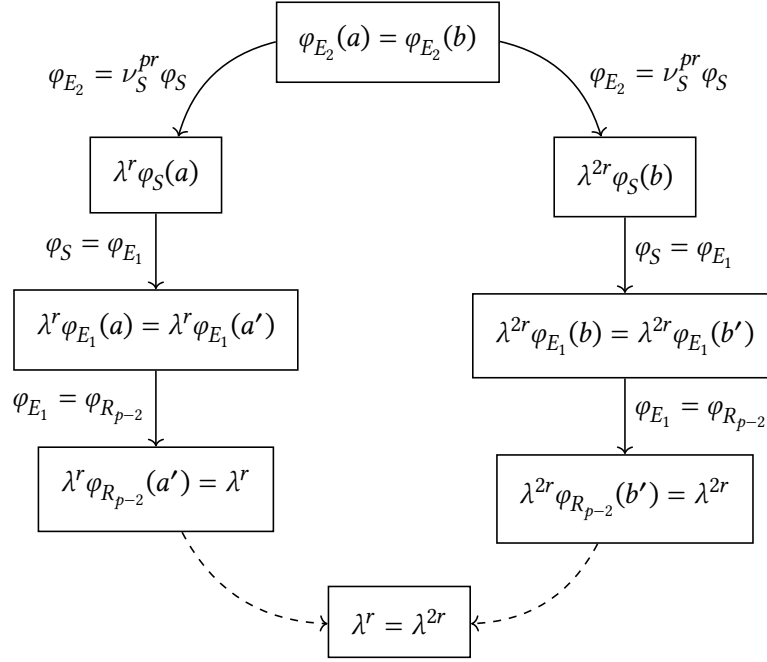 φ_{E_2}(a) = φ_{E_2}(b)
φ_{E_2} = ν_S^{pr} φ_S
φ_{E_2} = ν_S^{pr} φ_S
λ^r φ_S(a)
λ^{2r} φ_S(b)
φ_S = φ_{E_1}
φ_S = φ_{E_1}
λ^r φ_{E_1}(a) = λ^r φ_{E_1}(a′)
λ^{2r} φ_{E_1}(b) = λ^{2r} φ_{E_1}(b′)
φ_{E_1} = φ_{R_{p−2}}
φ_{E_1} = φ_{R_{p−2}}
λ^r φ_{R_{p−2}}(a′) = λ^r
λ^{2r} φ_{R_{p−2}}(b′) = λ^{2r}
λ^r = λ^{2r}